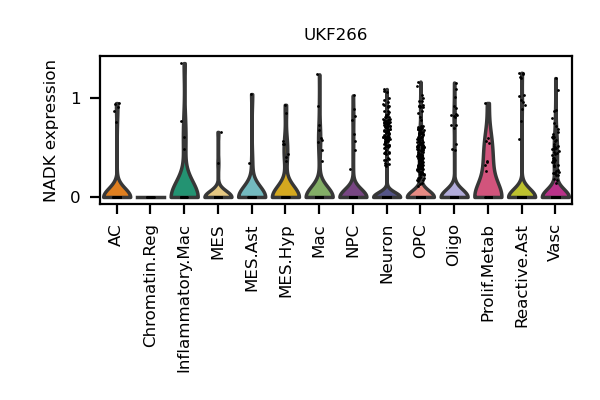 UKF266
NADK expression
1
0
AC
Chromatin.Reg
Inflammatory.Mac
MES
MES.Ast
MES.Hyp
Mac
NPC
Neuron
OPC
Oligo
Prolif.Metab
Reactive.Ast
Vasc